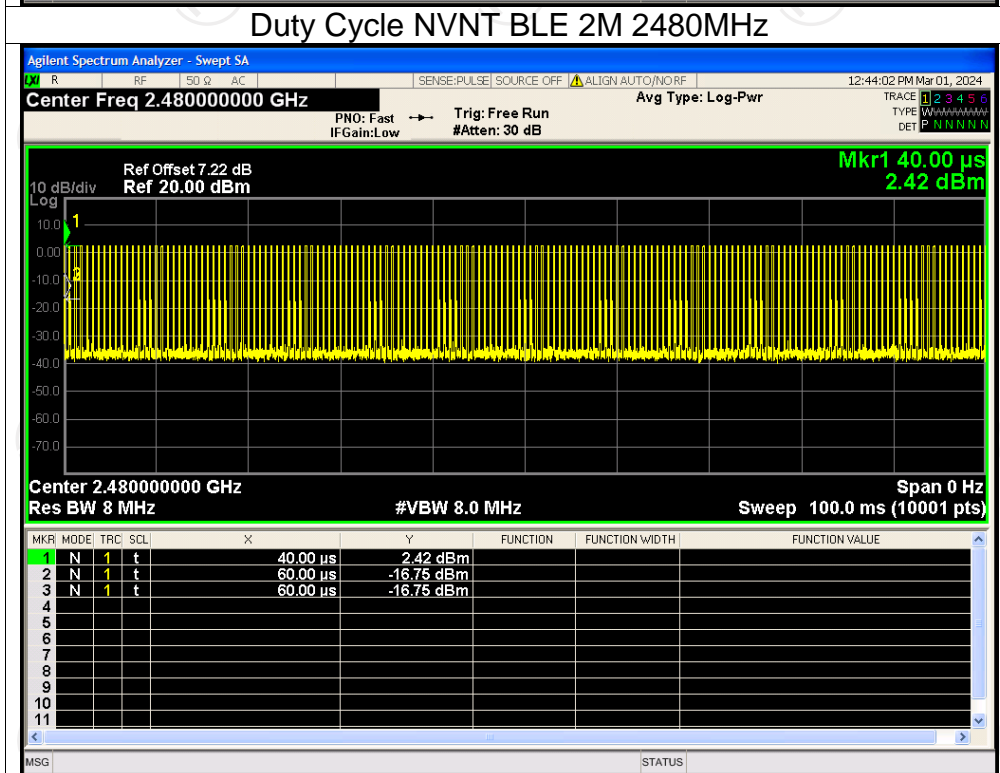 Duty Cycle NVNT BLE 2M 2480MHz
Agilent Spectrum Analyzer - Swept SA
LXI R RF 50 Ω AC SENSE:PULSE SOURCE OFF ALIGN AUTO/NO RF 12:44:02 PM Mar 01, 2024
Center Freq 2.480000000 GHz Avg Type: Log-Pwr TRACE 1 2 3 4 5 6
PNO: Fast Trig: Free Run TYPE WWWWWW
IFGain:Low #Atten: 30 dB DET P N N N N N
Mkr1 40.00 µs
2.42 dBm
Ref Offset 7.22 dB
10 dB/div Ref 20.00 dBm
Log
10.0
0.00
-10.0
-20.0
-30.0
-40.0
-50.0
-60.0
-70.0
1
3
Center 2.480000000 GHz Span 0 Hz
Res BW 8 MHz #VBW 8.0 MHz Sweep 100.0 ms (10001 pts)
MKR MODE TRC SCL X Y FUNCTION FUNCTION WIDTH FUNCTION VALUE
1 N 1 t 40.00 µs 2.42 dBm
2 N 1 t 60.00 µs -16.75 dBm
3 N 1 t 60.00 µs -16.75 dBm
4
5
6
7
8
9
10
11
MSG STATUS